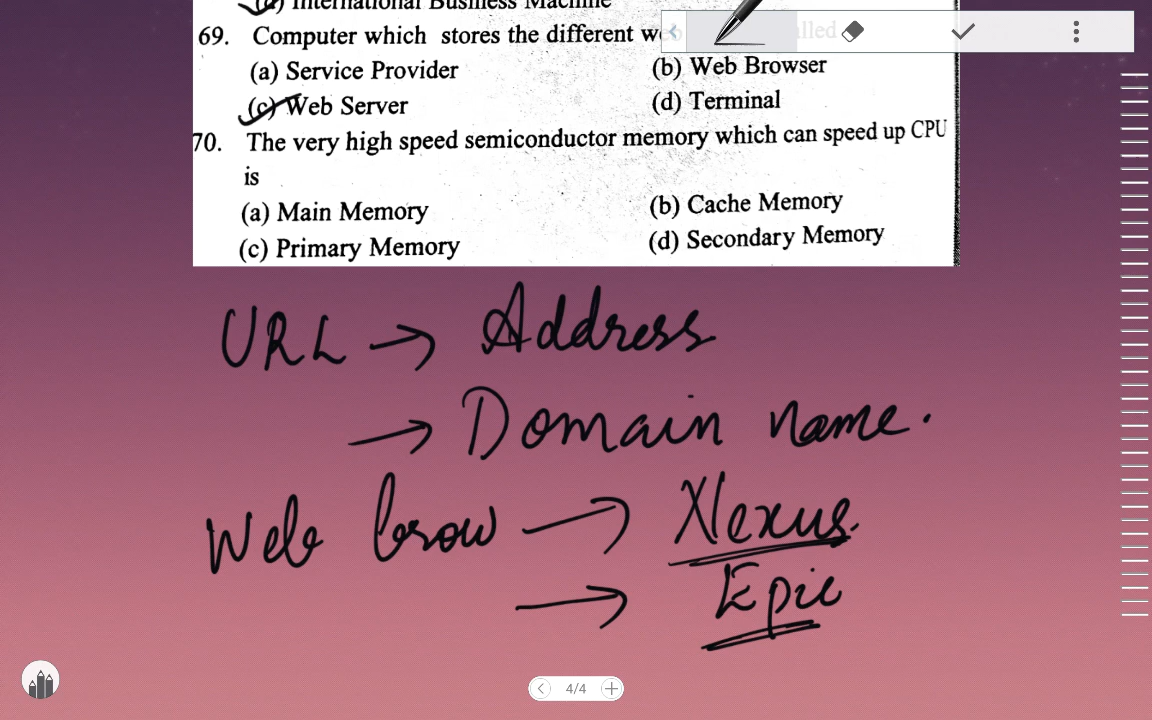 (a) International Business Machine
69. Computer which stores the different web called
(a) Service Provider (b) Web Browser
(c) Web Server (d) Terminal
70. The very high speed semiconductor memory which can speed up CPU
is
(a) Main Memory (b) Cache Memory
(c) Primary Memory (d) Secondary Memory
URL → Address
→ Domain name.
Web brow → Nexus.
→ Epic
4/4